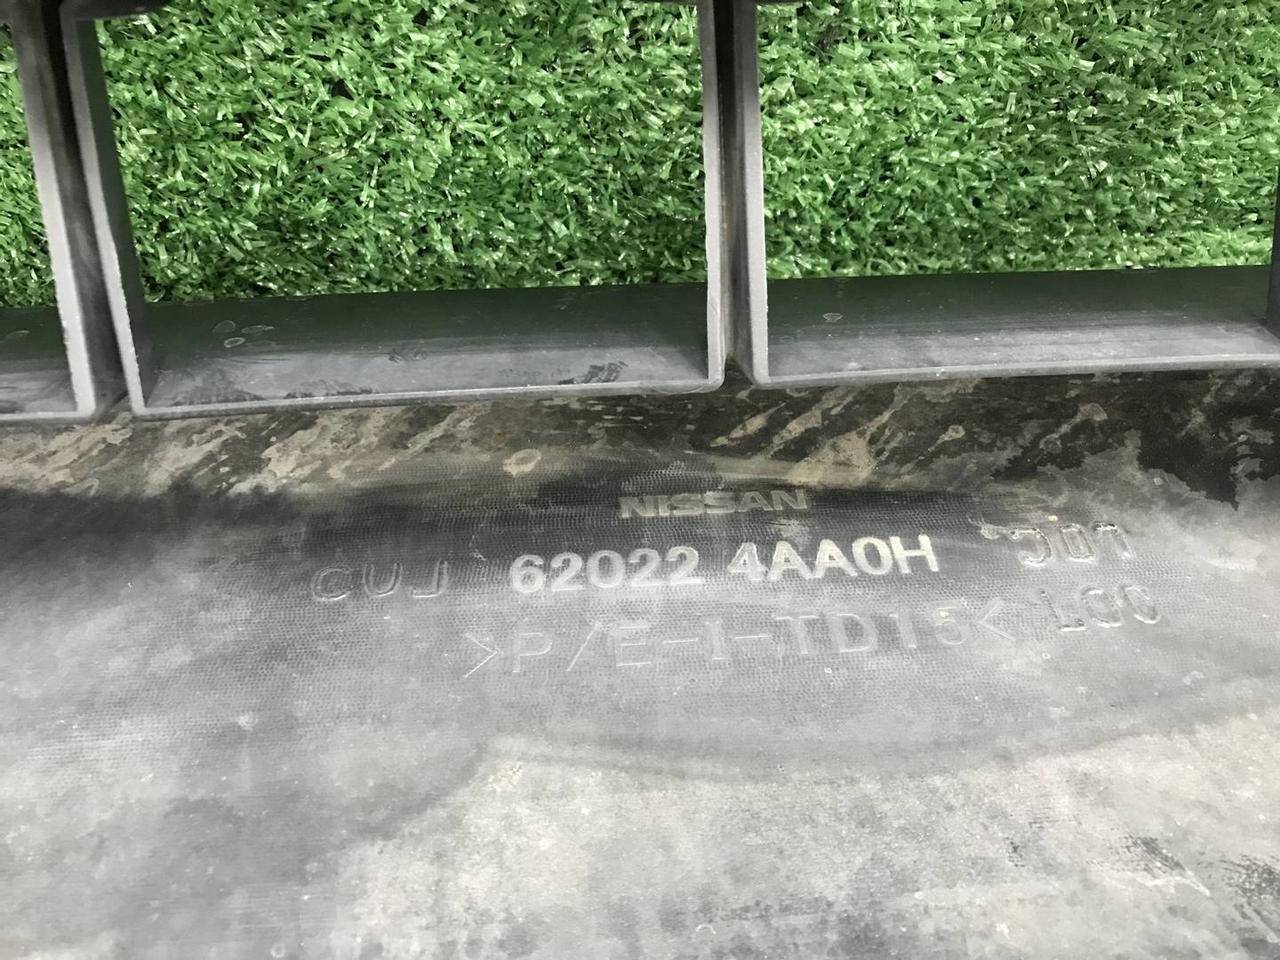 NISSAN
CUJ 62022 4AA0H
>P/E-I-TD15<